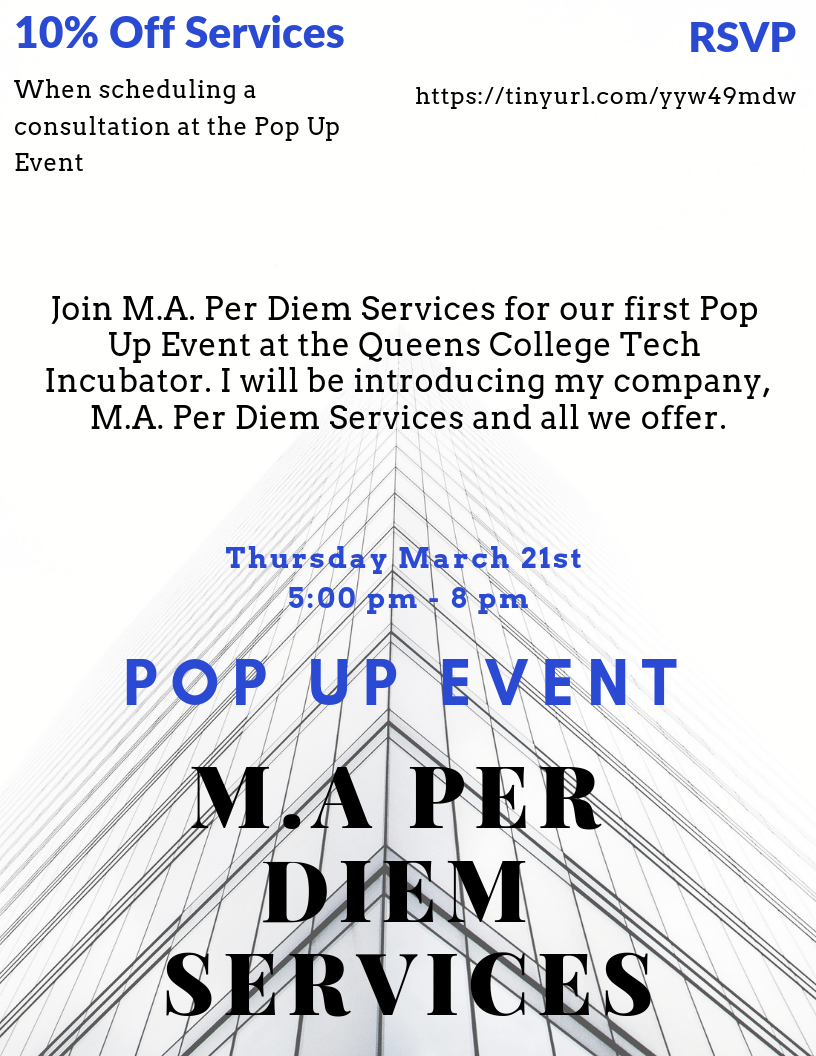 10% Off Services
When scheduling a
consultation at the Pop Up
Event
RSVP
https://tinyurl.com/yyw49mdw
Join M.A. Per Diem Services for our first Pop
Up Event at the Queens College Tech
Incubator. I will be introducing my company,
M.A. Per Diem Services and all we offer.
Thursday March 21st
5:00 pm - 8 pm
POP UP EVENT
M.A PER
DIEM
SERVICES